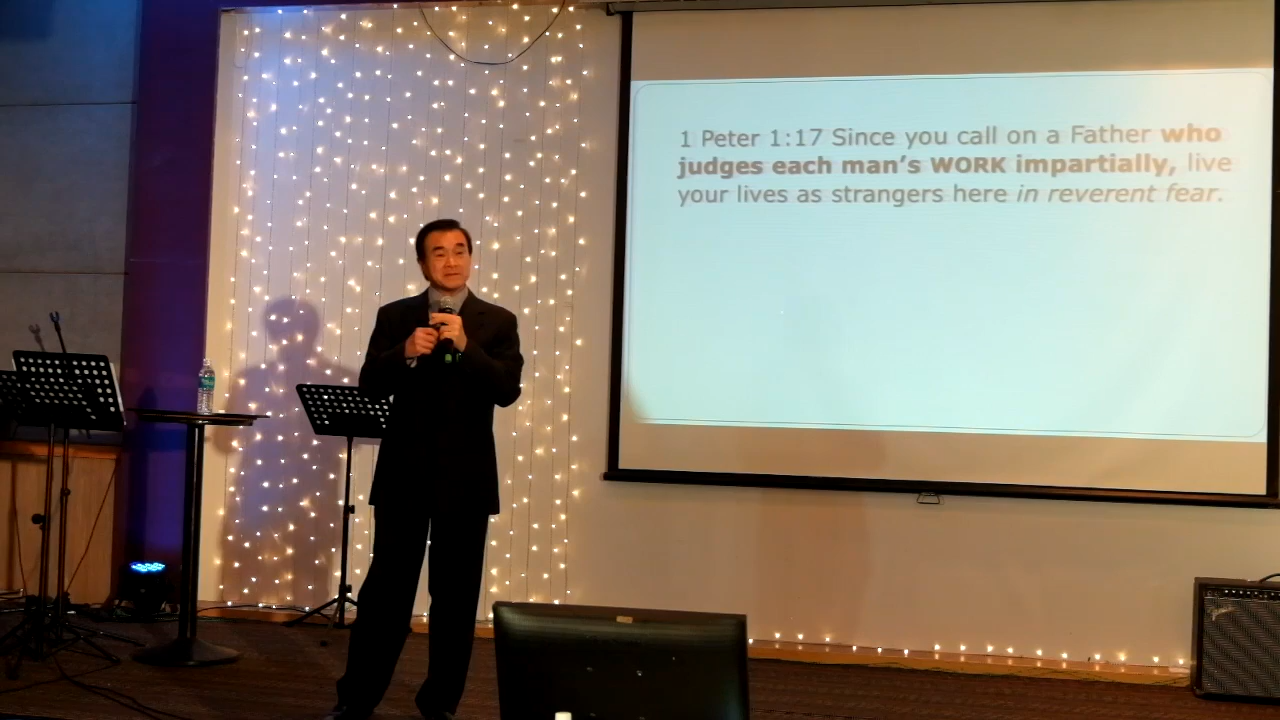 1 Peter 1:17 Since you call on a Father who
judges each man's WORK impartially, live
your lives as strangers here in reverent fear.